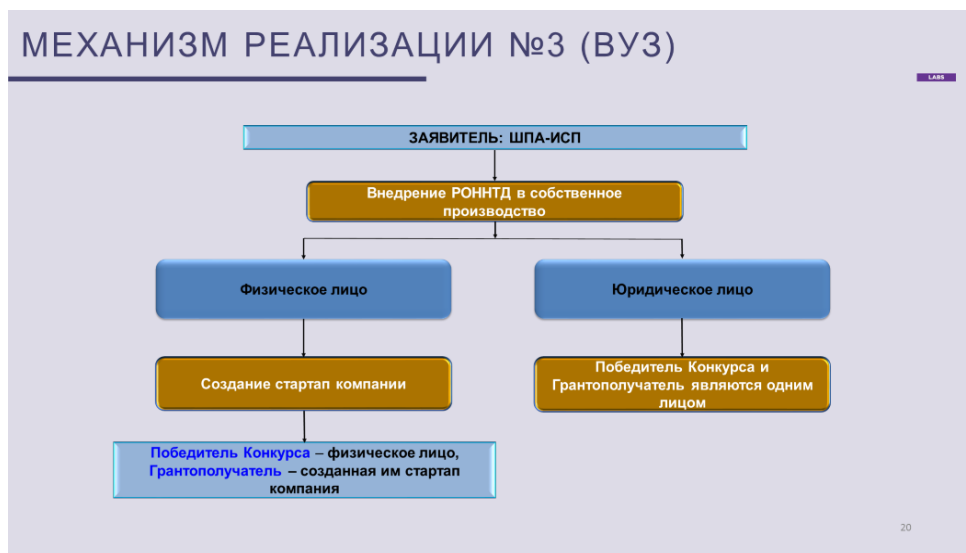 МЕХАНИЗМ РЕАЛИЗАЦИИ №3 (ВУЗ)
LABS
ЗАЯВИТЕЛЬ: ШПА-ИСП
Внедрение РОННТД в собственное
производство
Физическое лицо
Юридическое лицо
Создание стартап компании
Победитель Конкурса и
Грантополучатель являются одним
лицом
Победитель Конкурса – физическое лицо,
Грантополучатель – созданная им стартап
компания
20